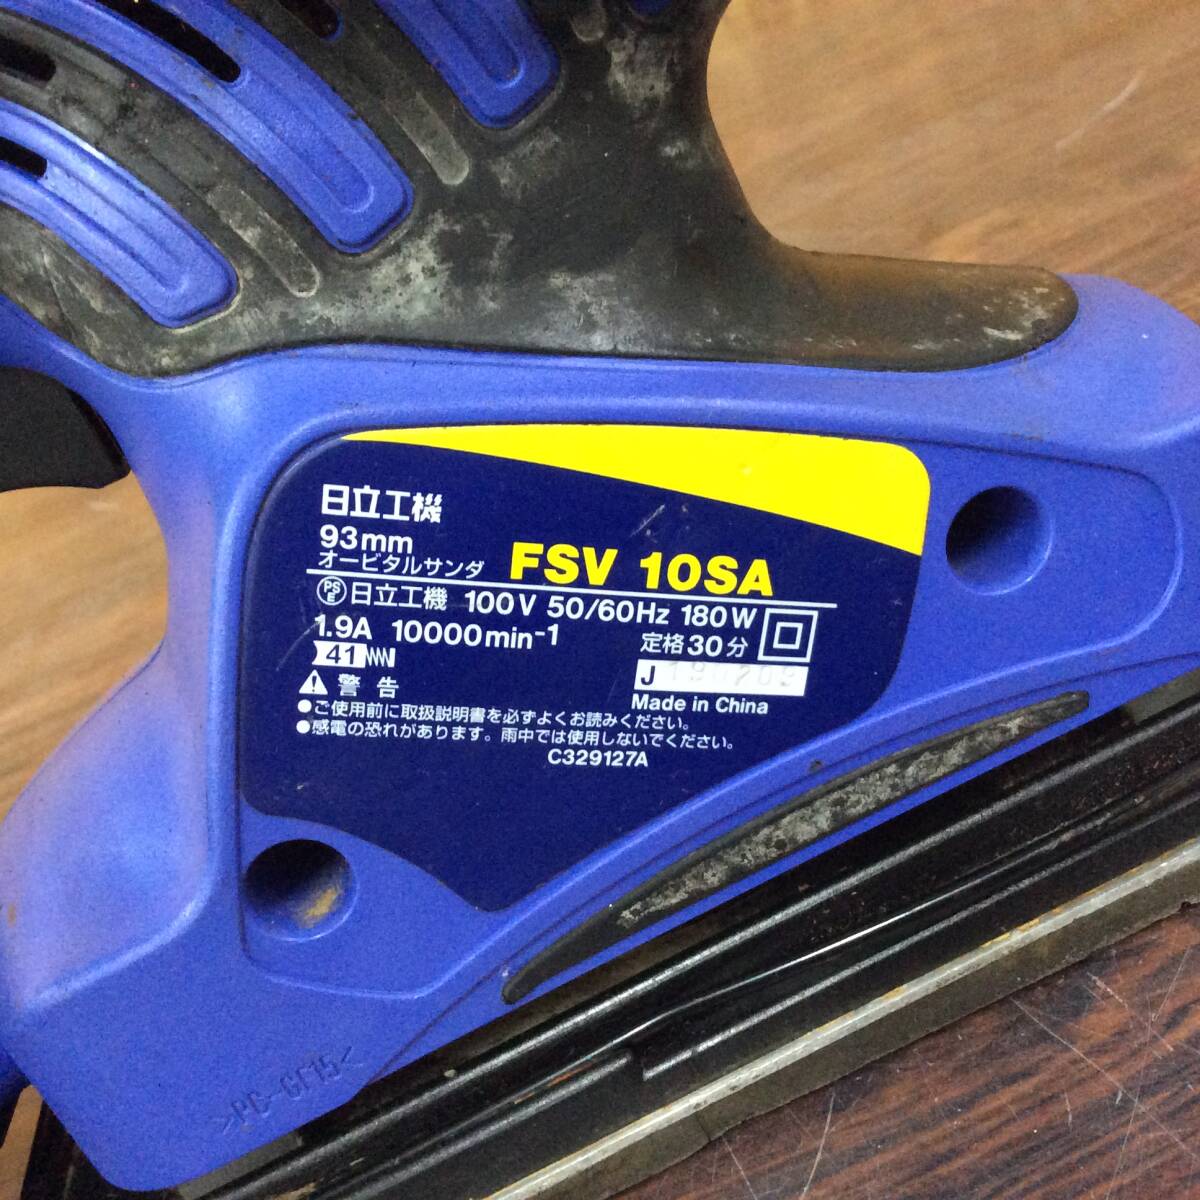 日立工機
93mm
オービタルサンダ FSV 10SA
PS E 日立工機 100V 50/60Hz 180W
1.9A 10000min-1 定格30分
41
J
⚠ 警告 Made in China
●ご使用前に取扱説明書を必ずよくお読みください。
●感電の恐れがあります。雨中では使用しないでください。
C329127A
>PC-GF15<